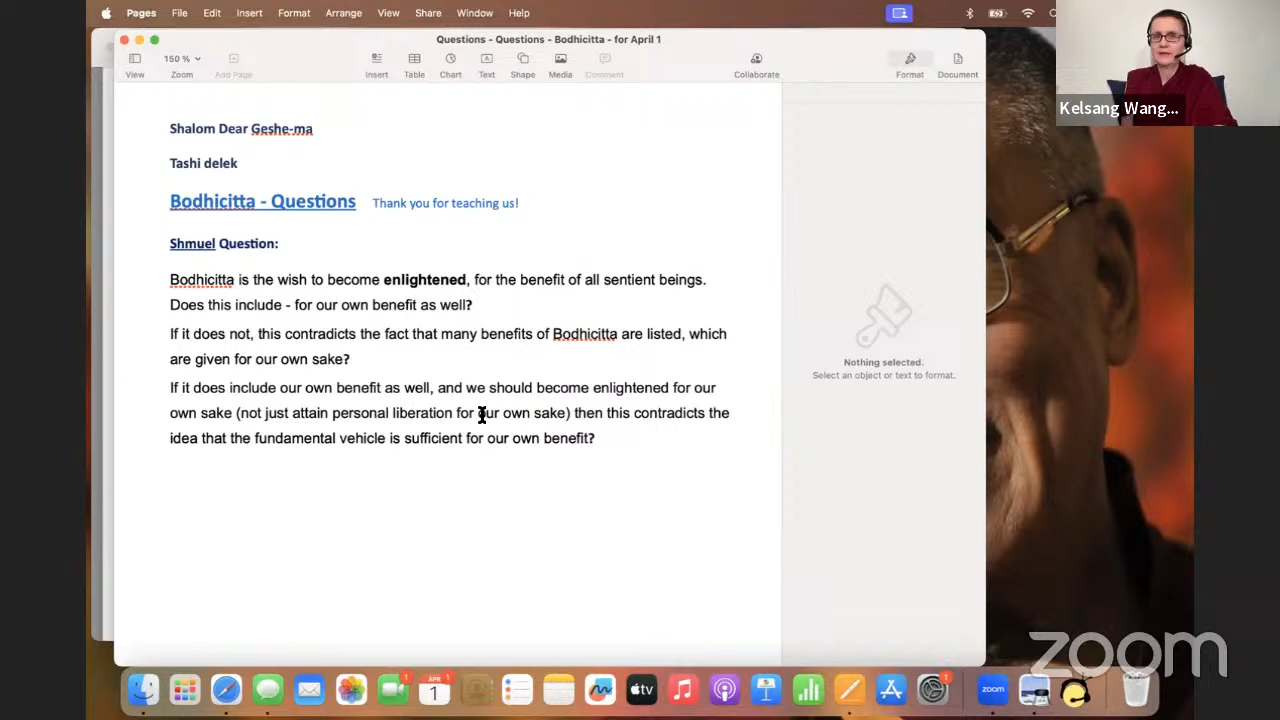 Pages File Edit Insert Format Arrange View Share Window Help
Questions - Questions - Bodhicitta - for April 1
150 %
View Zoom Add Page Insert Table Chart Text Shape Media Comment Collaborate Format Document
Kelsang Wang...
Shalom Dear Geshe-ma
Tashi delek
Bodhicitta - Questions Thank you for teaching us!
Shmuel Question:
Bodhicitta is the wish to become enlightened, for the benefit of all sentient beings.
Does this include - for our own benefit as well?
If it does not, this contradicts the fact that many benefits of Bodhicitta are listed, which
are given for our own sake?
If it does include our own benefit as well, and we should become enlightened for our
own sake (not just attain personal liberation for our own sake) then this contradicts the
idea that the fundamental vehicle is sufficient for our own benefit?
Nothing selected.
Select an object or text to format.
zoom
APR
1
1
1
1
tv
zoom